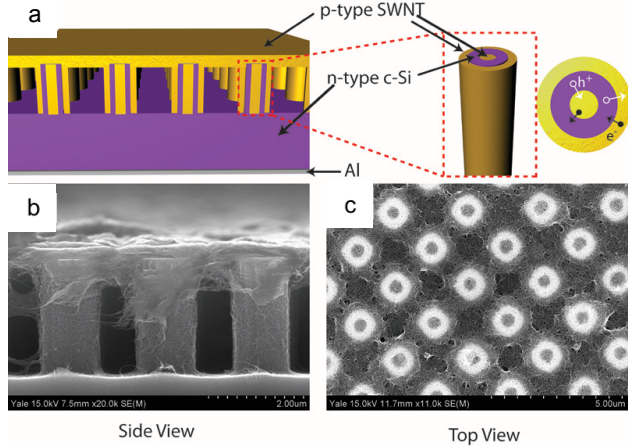 a
p-type SWNT
n-type c-Si
h+
e-
Al
b
c
Yale 15.0kV 7.5mm x20.0k SE(M)
2.00um
Yale 15.0kV 11.7mm x11.0k SE(M)
5.00um
Side View
Top View